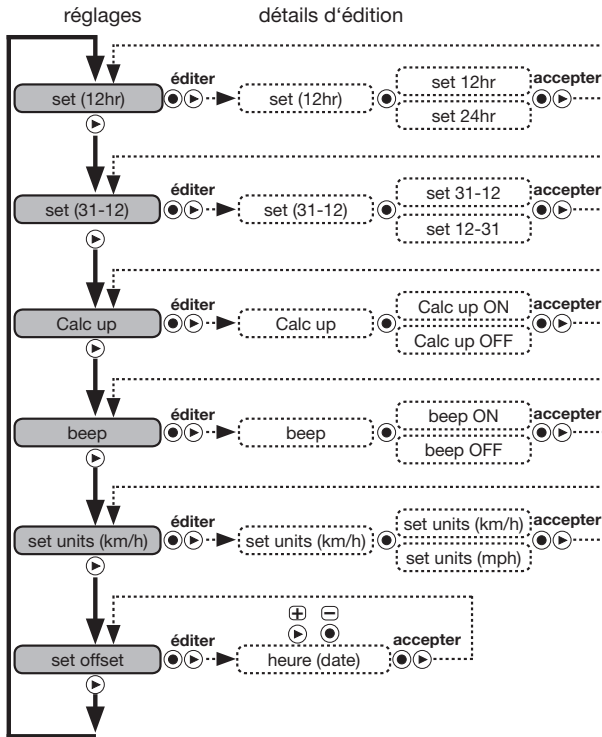 réglages détails d‘édition
set (12hr) éditer set (12hr) set 12hr accepter
set 24hr
set (31-12) éditer set (31-12) set 31-12 accepter
set 12-31
Calc up éditer Calc up Calc up ON accepter
Calc up OFF
beep éditer beep beep ON accepter
beep OFF
set units (km/h) éditer set units (km/h) set units (km/h) accepter
set units (mph)
set offset éditer heure (date) accepter